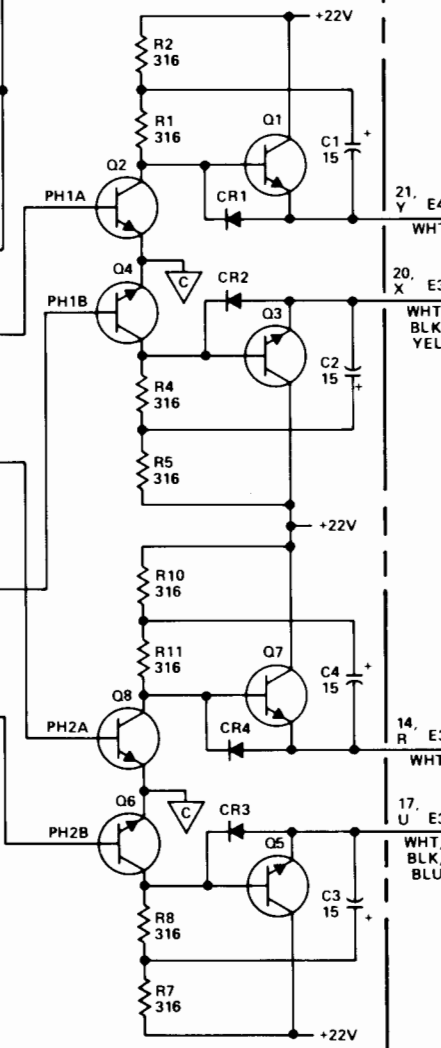 +22V
R2
316
R1
316
Q1
C1
15
+
Q2
CR1
PH1A
21,
Y E4
WHT
C
Q4
CR2
20,
X E3
PH1B
Q3
WHT
BLK
YEL
C2
15
+
R4
316
R5
316
+22V
R10
316
R11
316
Q7
C4
15
+
Q8
CR4
PH2A
14,
R E3
WHT
C
Q6
CR3
17,
U E3
PH2B
Q5
WHT,
BLK,
BLU
C3
15
+
R8
316
R7
316
+22V